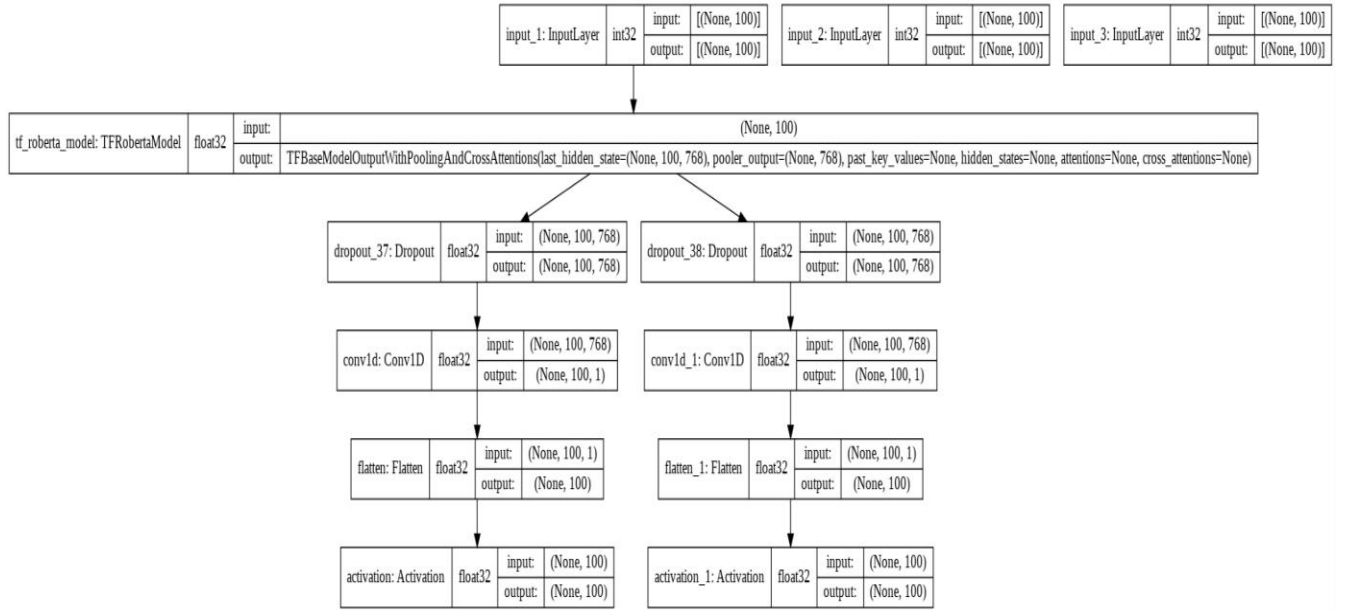 input_1: InputLayer int32 input: [(None, 100)] output: [(None, 100)]
input_2: InputLayer int32 input: [(None, 100)] output: [(None, 100)]
input_3: InputLayer int32 input: [(None, 100)] output: [(None, 100)]
tf_roberta_model: TFRobertaModel float32 input: (None, 100)
output: TFBaseModelOutputWithPoolingAndCrossAttentions(last_hidden_state=(None, 100, 768), pooler_output=(None, 768), past_key_values=None, hidden_states=None, attentions=None, cross_attentions=None)
dropout_37: Dropout float32 input: (None, 100, 768) output: (None, 100, 768)
dropout_38: Dropout float32 input: (None, 100, 768) output: (None, 100, 768)
conv1d: Conv1D float32 input: (None, 100, 768) output: (None, 100, 1)
conv1d_1: Conv1D float32 input: (None, 100, 768) output: (None, 100, 1)
flatten: Flatten float32 input: (None, 100, 1) output: (None, 100)
flatten_1: Flatten float32 input: (None, 100, 1) output: (None, 100)
activation: Activation float32 input: (None, 100) output: (None, 100)
activation_1: Activation float32 input: (None, 100) output: (None, 100)